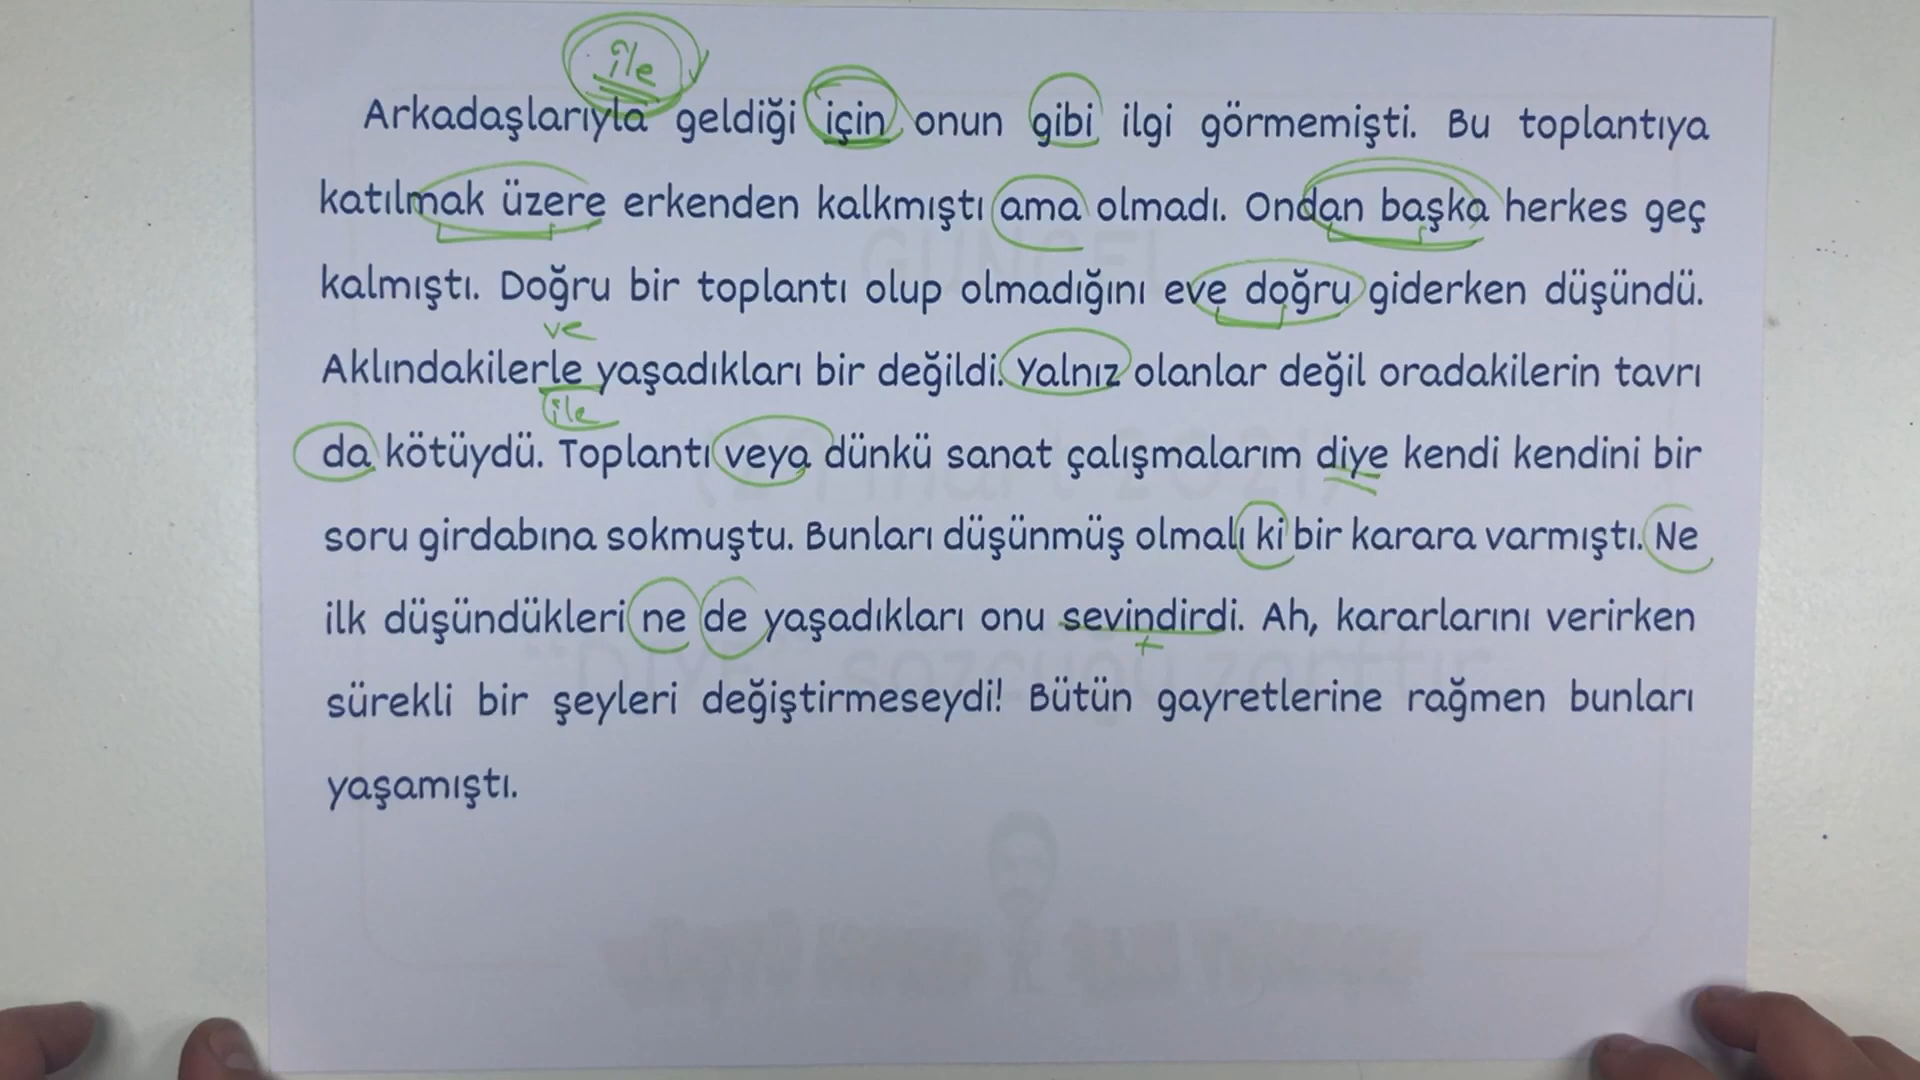 ile
Arkadaşlarıyla geldiği için onun gibi ilgi görmemişti. Bu toplantıya
katılmak üzere erkenden kalkmıştı ama olmadı. Ondan başka herkes geç
kalmıştı. Doğru bir toplantı olup olmadığını eve doğru giderken düşündü.
ve
Aklındakilerle yaşadıkları bir değildi. Yalnız olanlar değil oradakilerin tavrı
ile
da kötüydü. Toplantı veya dünkü sanat çalışmalarım diye kendi kendini bir
soru girdabına sokmuştu. Bunları düşünmüş olmalı ki bir karara varmıştı. Ne
ilk düşündükleri ne de yaşadıkları onu sevindirdi. Ah, kararlarını verirken
+
sürekli bir şeyleri değiştirmeseydi! Bütün gayretlerine rağmen bunları
yaşamıştı.